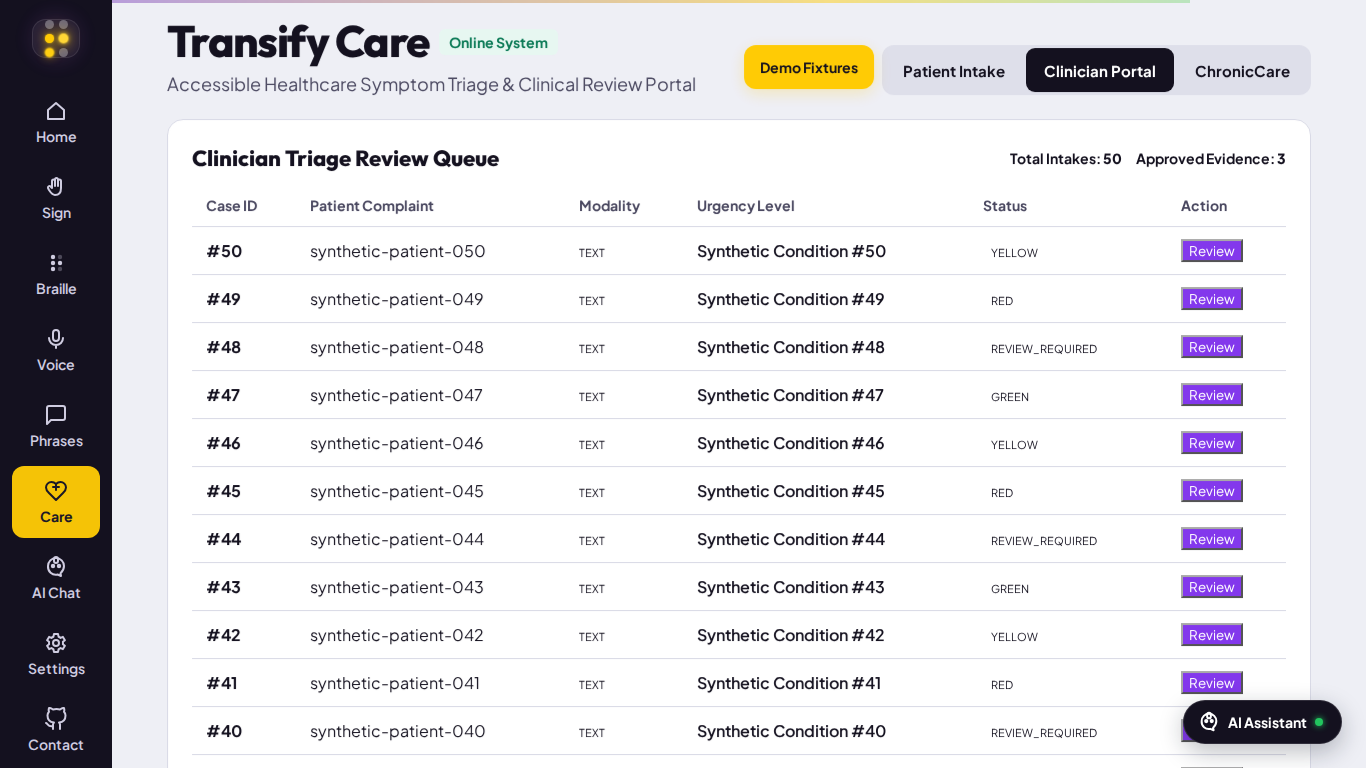 Transify Care Online System
Accessible Healthcare Symptom Triage & Clinical Review Portal
Demo Fixtures
Patient Intake
Clinician Portal
ChronicCare
Home
Sign
Braille
Voice
Phrases
Care
AI Chat
Settings
Contact
Clinician Triage Review Queue
Total Intakes: 50 Approved Evidence: 3
Case ID Patient Complaint Modality Urgency Level Status Action
#50 synthetic-patient-050 TEXT Synthetic Condition #50 YELLOW Review
#49 synthetic-patient-049 TEXT Synthetic Condition #49 RED Review
#48 synthetic-patient-048 TEXT Synthetic Condition #48 REVIEW_REQUIRED Review
#47 synthetic-patient-047 TEXT Synthetic Condition #47 GREEN Review
#46 synthetic-patient-046 TEXT Synthetic Condition #46 YELLOW Review
#45 synthetic-patient-045 TEXT Synthetic Condition #45 RED Review
#44 synthetic-patient-044 TEXT Synthetic Condition #44 REVIEW_REQUIRED Review
#43 synthetic-patient-043 TEXT Synthetic Condition #43 GREEN Review
#42 synthetic-patient-042 TEXT Synthetic Condition #42 YELLOW Review
#41 synthetic-patient-041 TEXT Synthetic Condition #41 RED Review
#40 synthetic-patient-040 TEXT Synthetic Condition #40 REVIEW_REQUIRED
AI Assistant